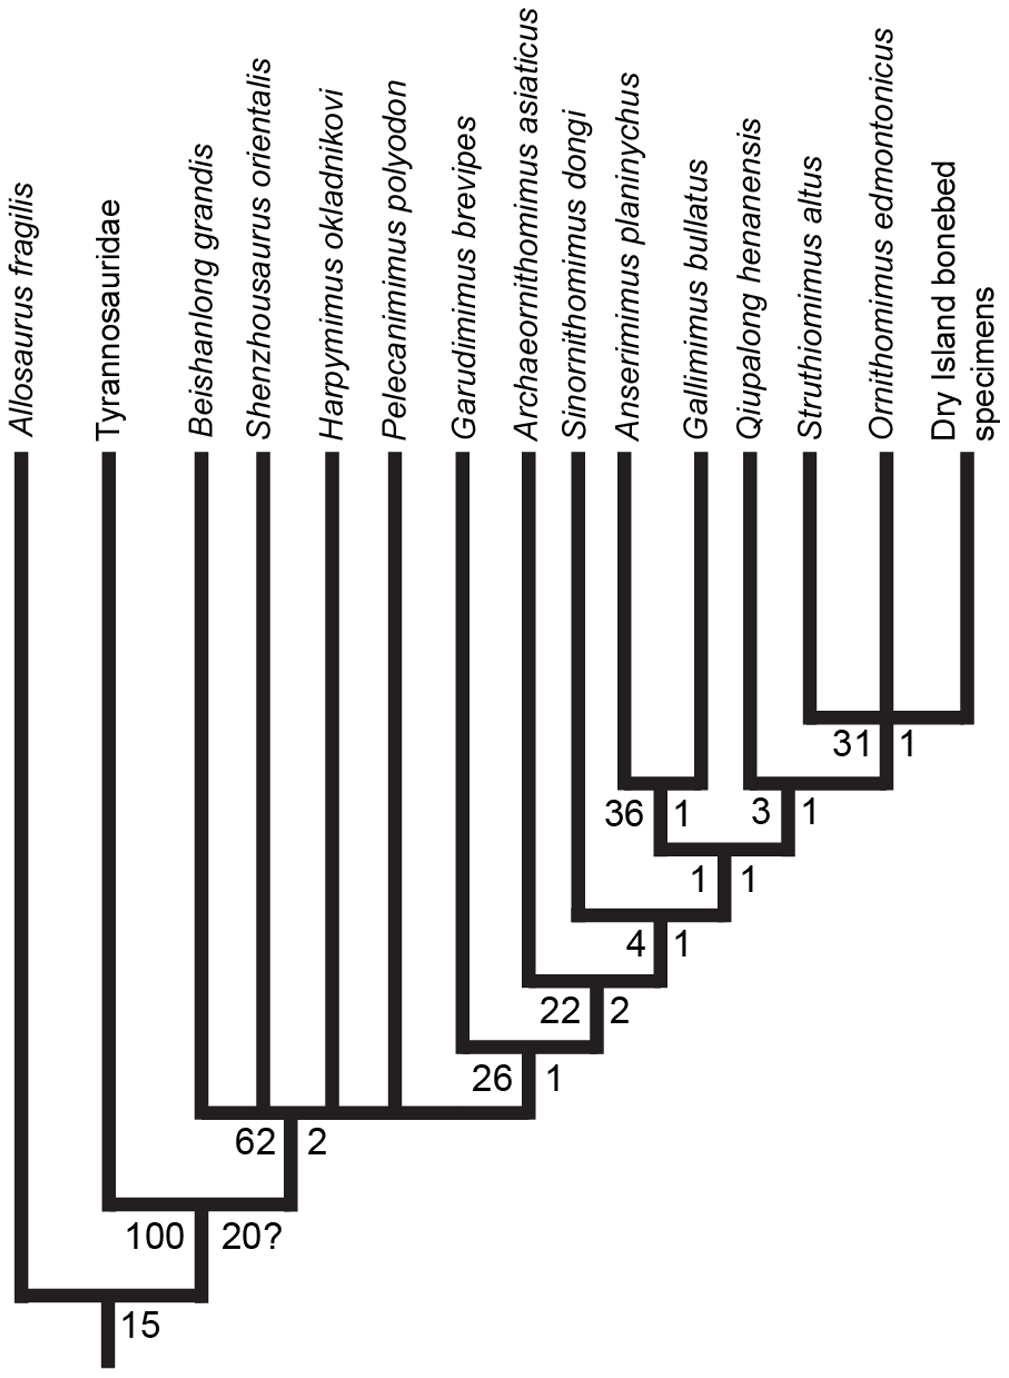 Allosaurus fragilis
Tyrannosauridae
Beishanlong grandis
Shenzhousaurus orientalis
Harpymimus okladnikovi
Pelecanimimus polyodon
Garudimimus brevipes
Archaeornithomimus asiaticus
Sinornithomimus dongi
Anserimimus planinychus
Gallimimus bullatus
Qiupalong henanensis
Struthiomimus altus
Ornithomimus edmontonicus
Dry Island bonebed
specimens
31 1
36 1 3 1
1 1
4 1
22 2
26 1
62 2
100 20?
15